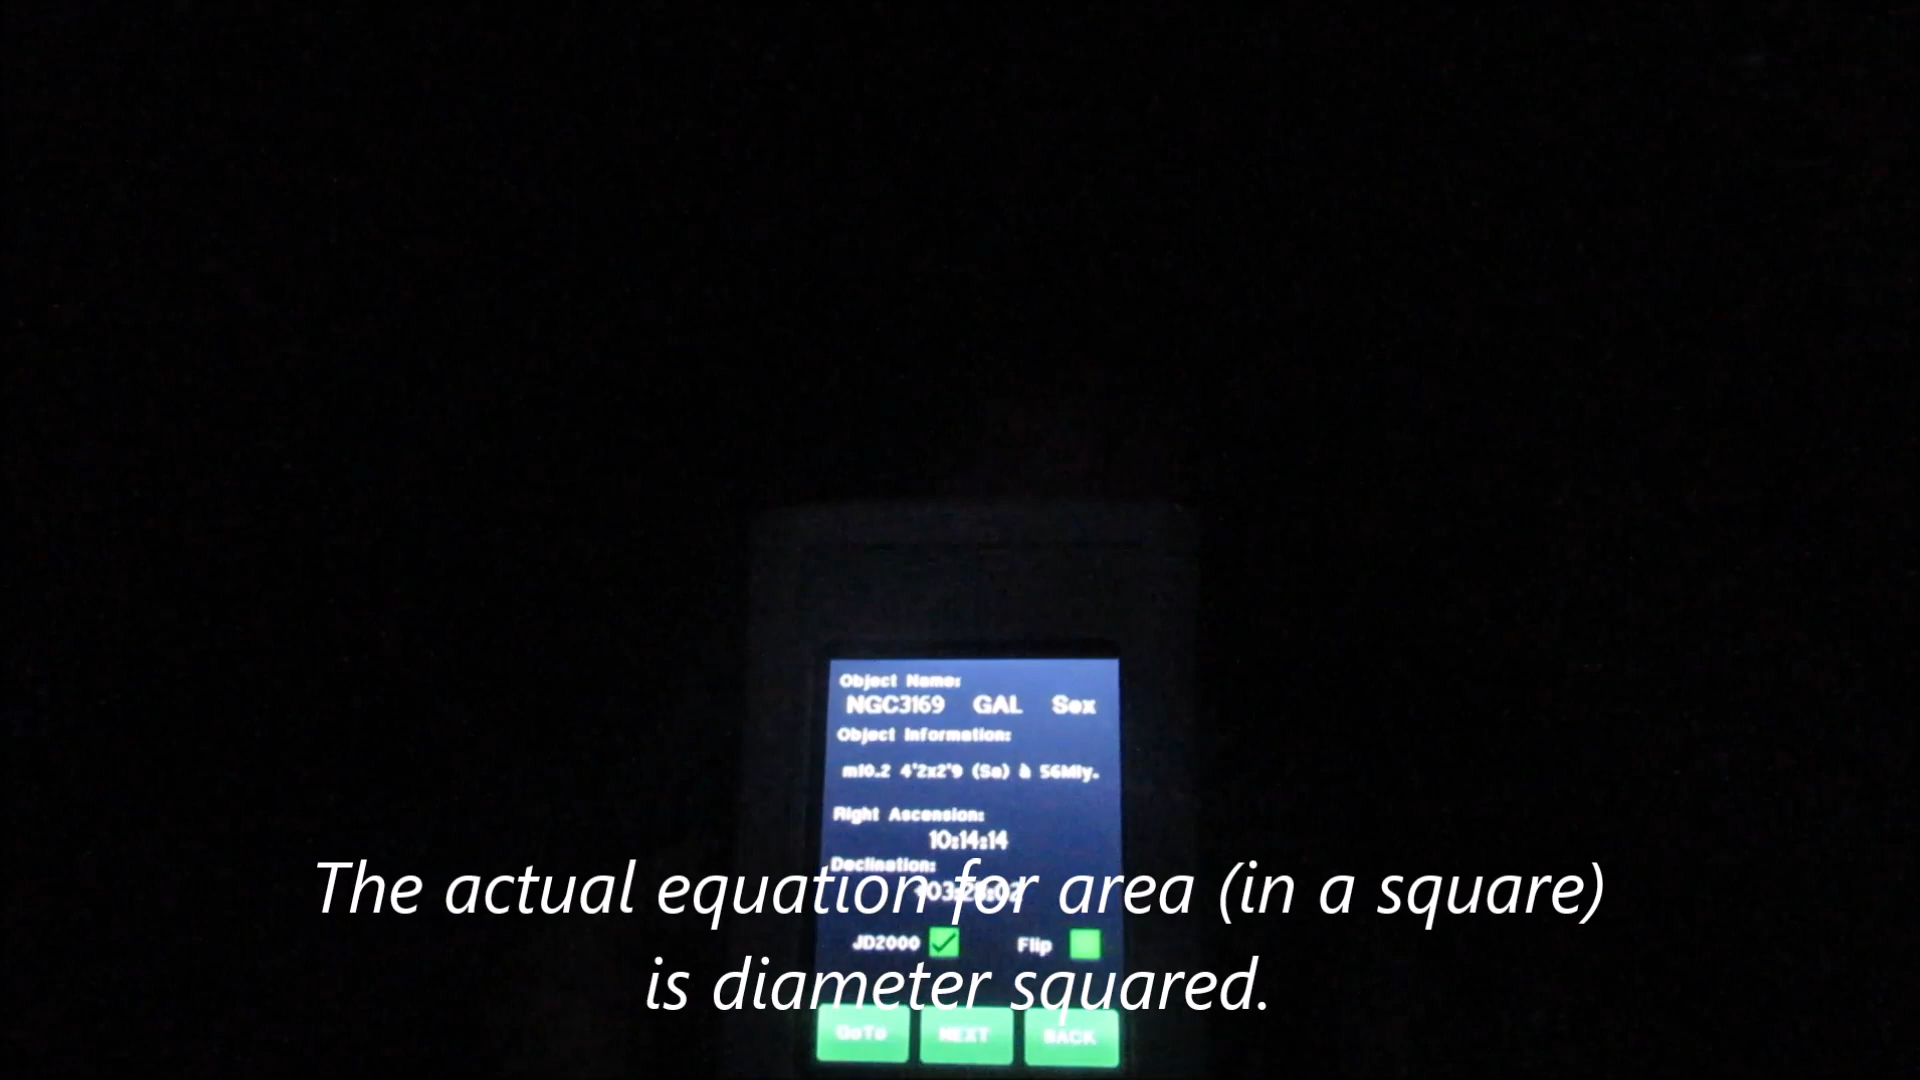 Object Name:
NGC3169 GAL Sex
Object Information:
m10.2 4'2x2'9 (Sa) à 56Mly.
Right Ascension:
10:14:14
Declination:
The actual equation for area (in a square)
JD2000 Flip
is diameter squared.
GoTo NEXT BACK